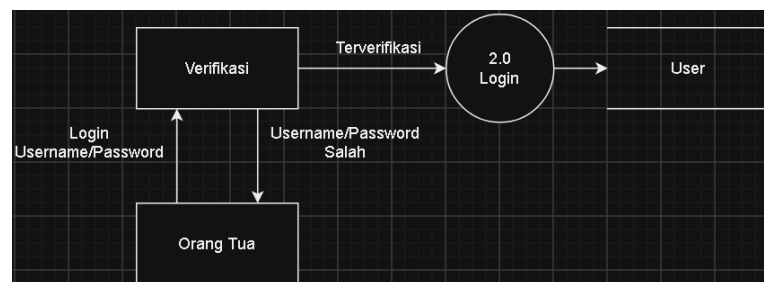 Verifikasi
Terverifikasi
2.0
Login
User
Login
Username/Password
Username/Password
Salah
Orang Tua